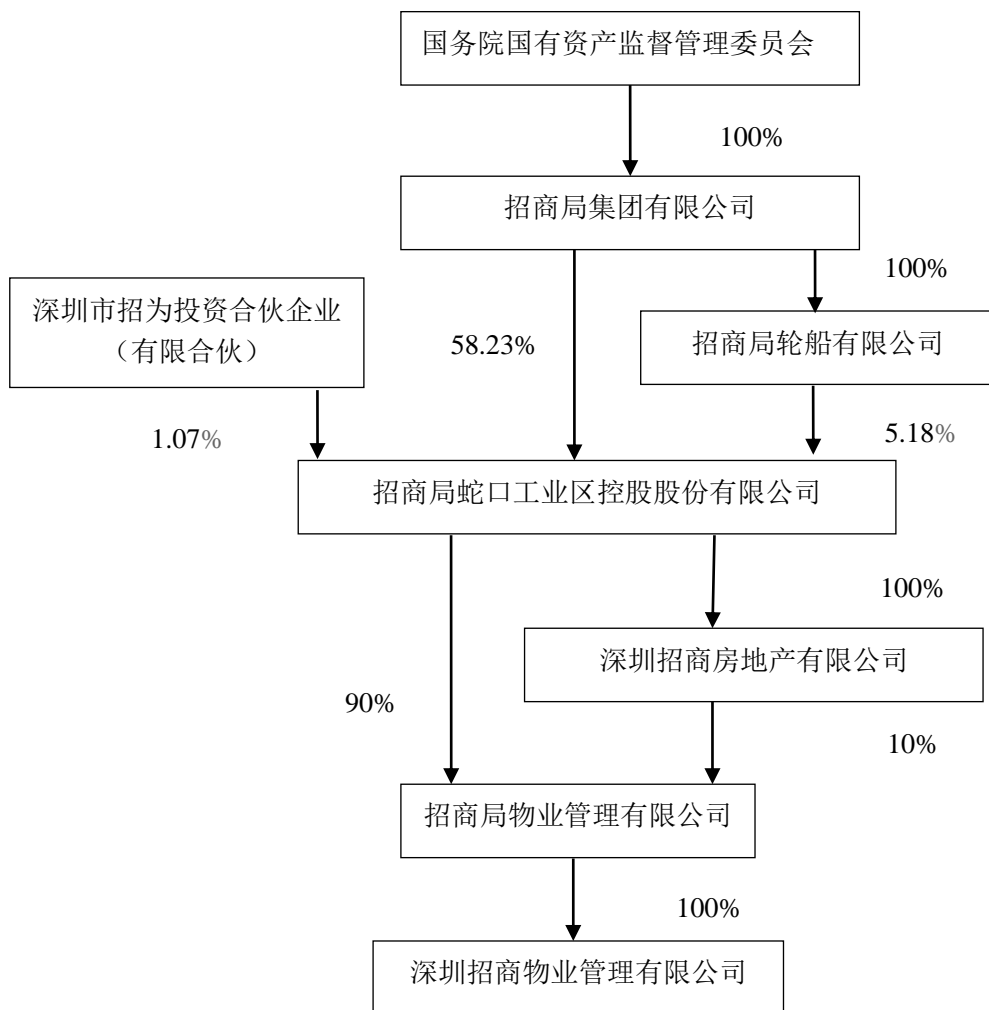 国务院国有资产监督管理委员会
100%
招商局集团有限公司
100%
深圳市招为投资合伙企业
（有限合伙）
58.23%
招商局轮船有限公司
1.07%
5.18%
招商局蛇口工业区控股股份有限公司
100%
深圳招商房地产有限公司
90%
10%
招商局物业管理有限公司
100%
深圳招商物业管理有限公司